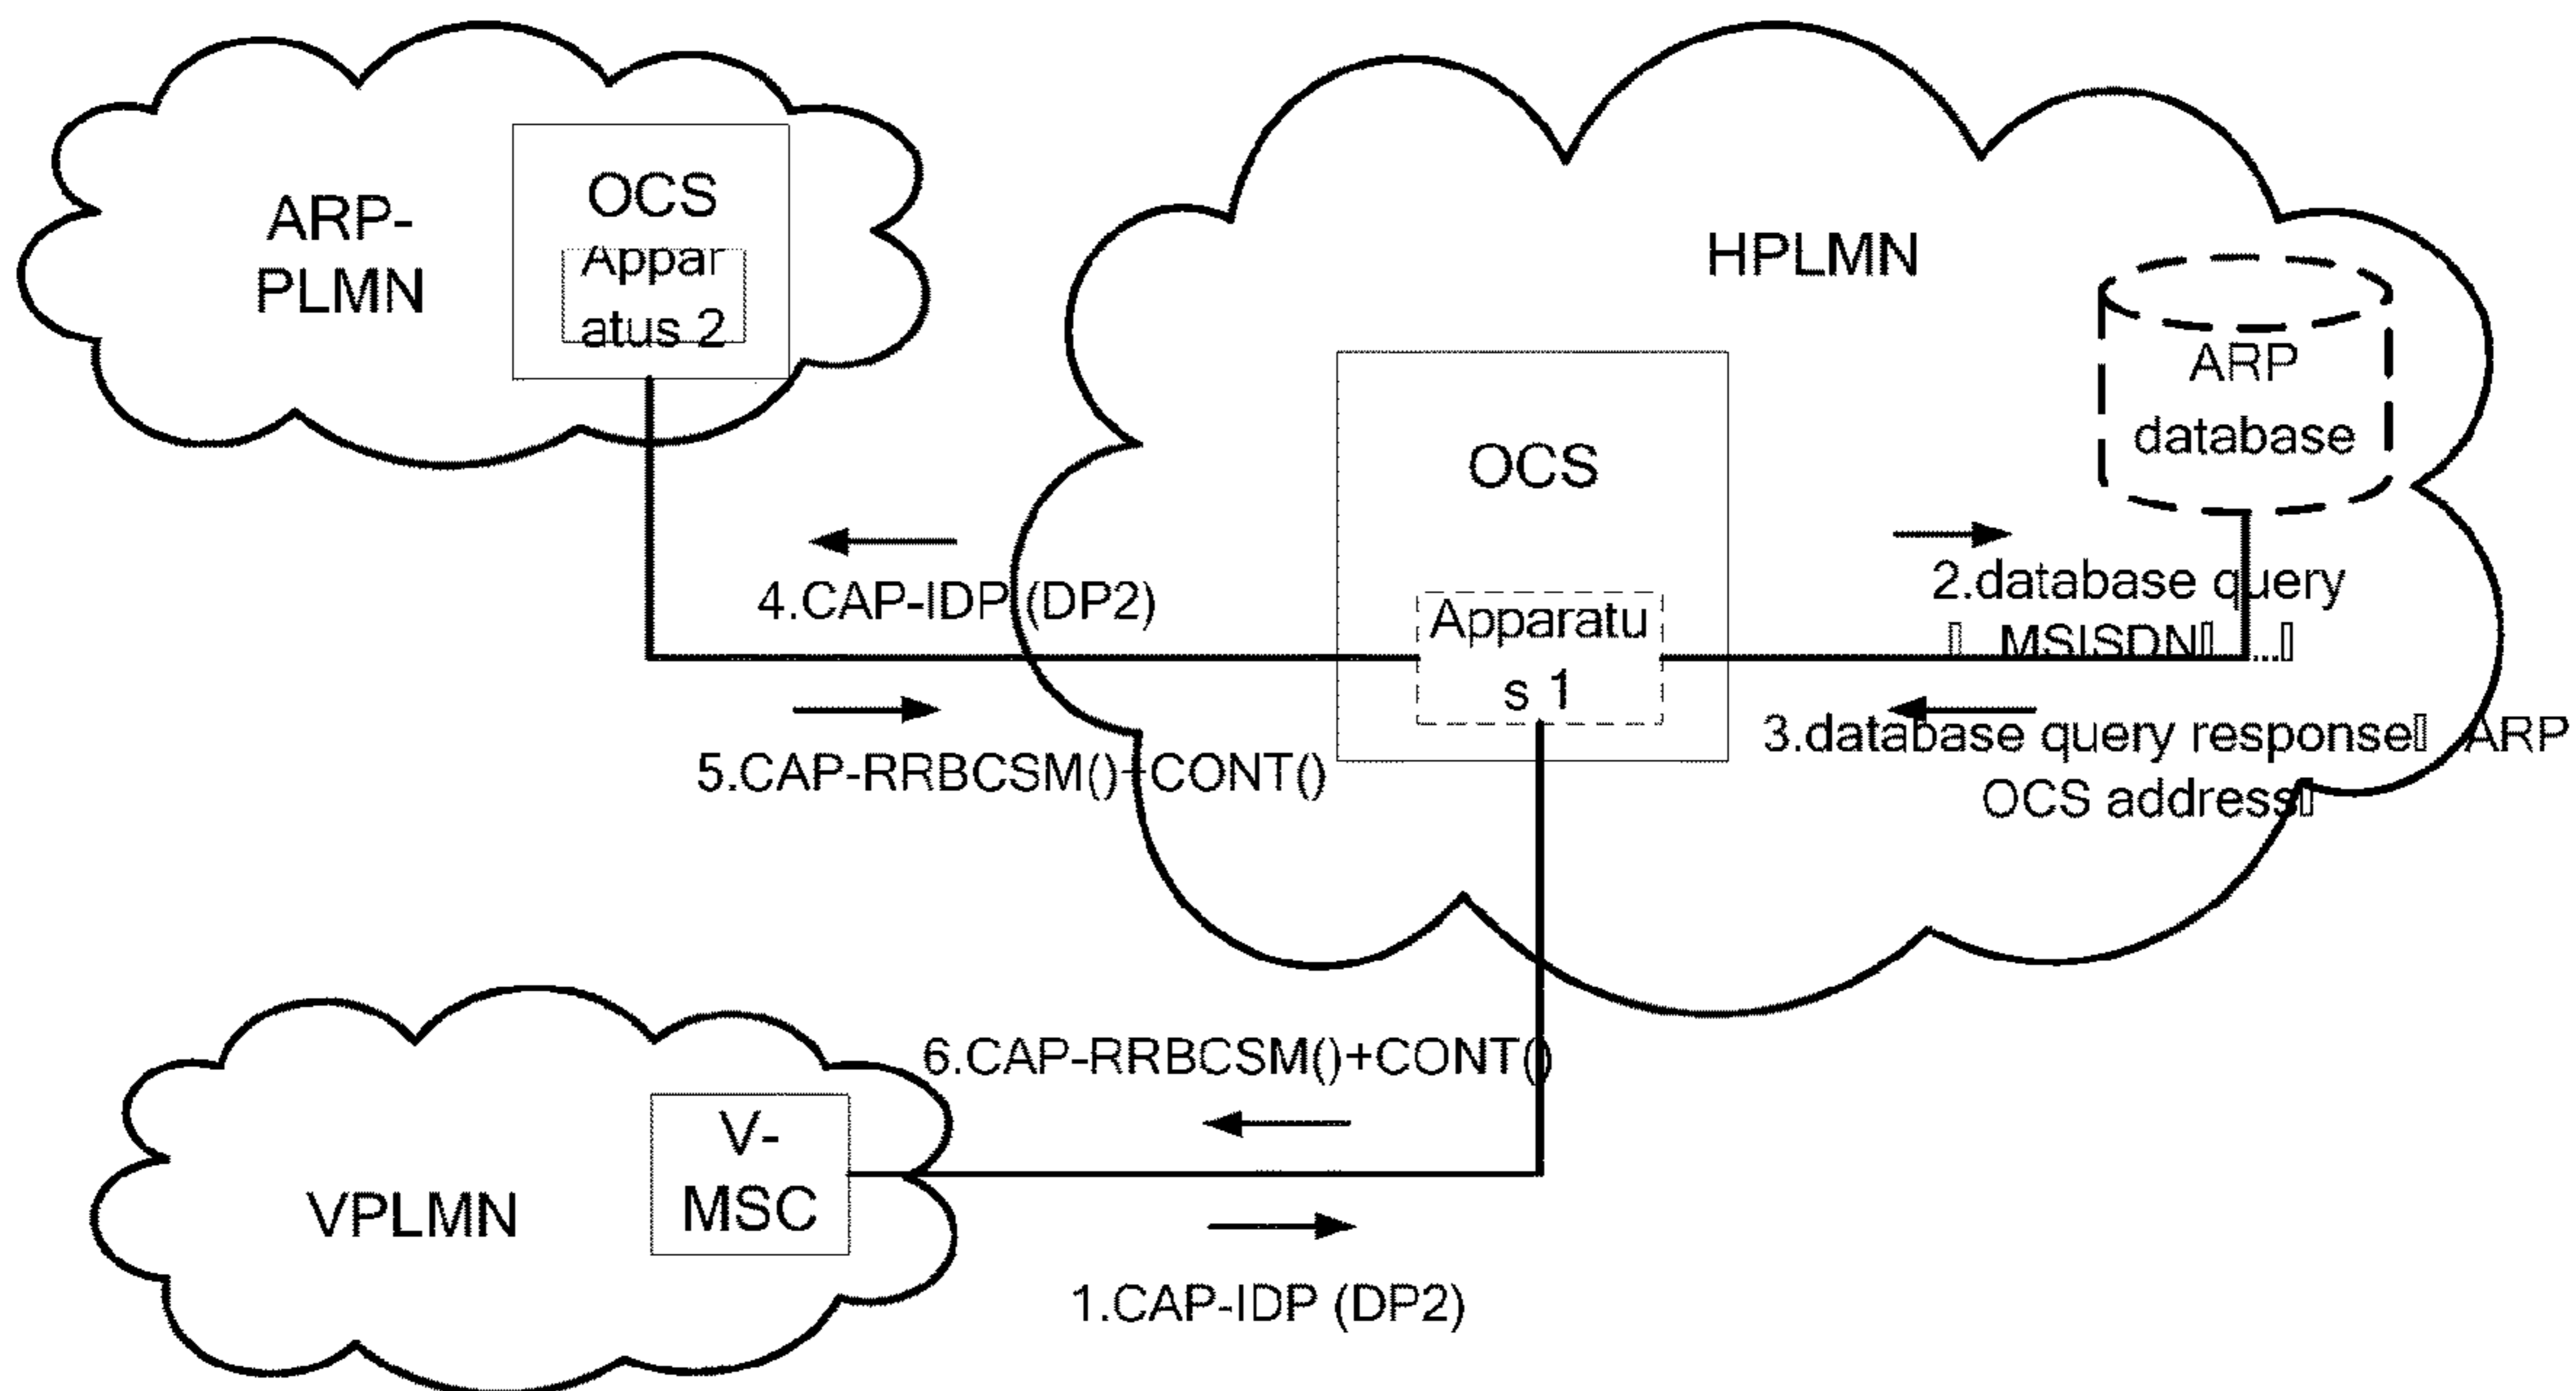 ARP-
PLMN
OCS
Appar
atus 2
HPLMN
ARP
database
OCS
Apparatu
s 1
4.CAP-IDP (DP2)
5.CAP-RRBCSM()+CONT()
2.database query
MSISDN ...
3.database query response ARP
OCS address
6.CAP-RRBCSM()+CONT()
VPLMN
V-
MSC
1.CAP-IDP (DP2)